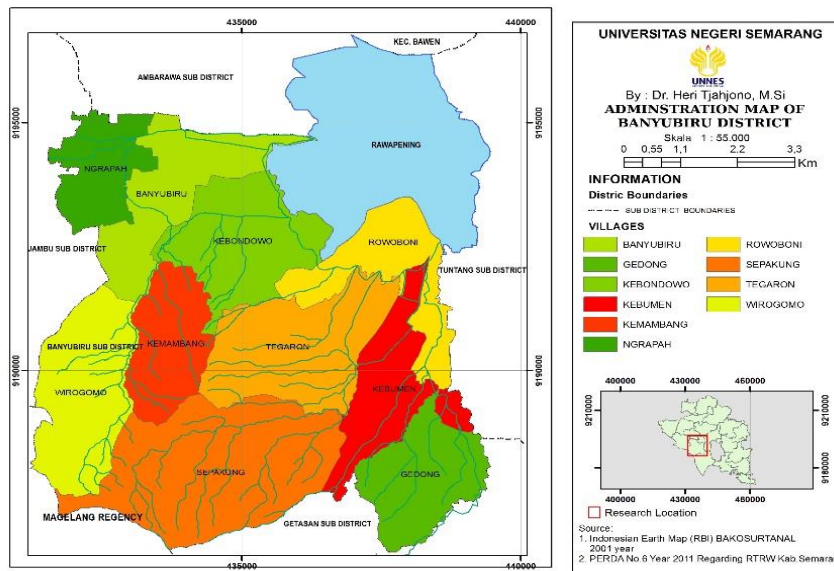 435000 440000
KEC. BAWEN
AMBARAWA SUB DISTRICT
9195000 9195000
NGRAPAH
RAWAPENING
BANYUBIRU
KEBONDOWO
ROWOBONI
JAMBU SUB DISTRICT
TUNTANG SUB DISTRICT
BANYUBIRU SUB DISTRICT
KEMAMBANG
TEGARON
9190000 9190000
WIROGOMO
KEBUMEN
SEPAKUNG
GEDONG
MAGELANG REGENCY
GETASAN SUB DISTRICT
435000 440000
UNIVERSITAS NEGERI SEMARANG
UNNES
By : Dr. Heri Tjahjono, M.Si
ADMINSTRATION MAP OF
BANYUBIRU DISTRICT
Skala 1 : 55.000
0 0,55 1,1 2,2 3,3
Km
INFORMATION
Distric Boundaries
SUB DISTRICT BOUNDARIES
VILLAGES
BANYUBIRU ROWOBONI
GEDONG SEPAKUNG
KEBONDOWO TEGARON
KEBUMEN WIROGOMO
KEMAMBANG
NGRAPAH
400000 430000 460000
9210000 9210000
9180000 9180000
400000 430000 460000
Research Location
Source:
1. Indonesian Earth Map (RBI) BAKOSURTANAL
2001 year
2. PERDA No.6 Year 2011 Regarding RTRW Kab.Semara